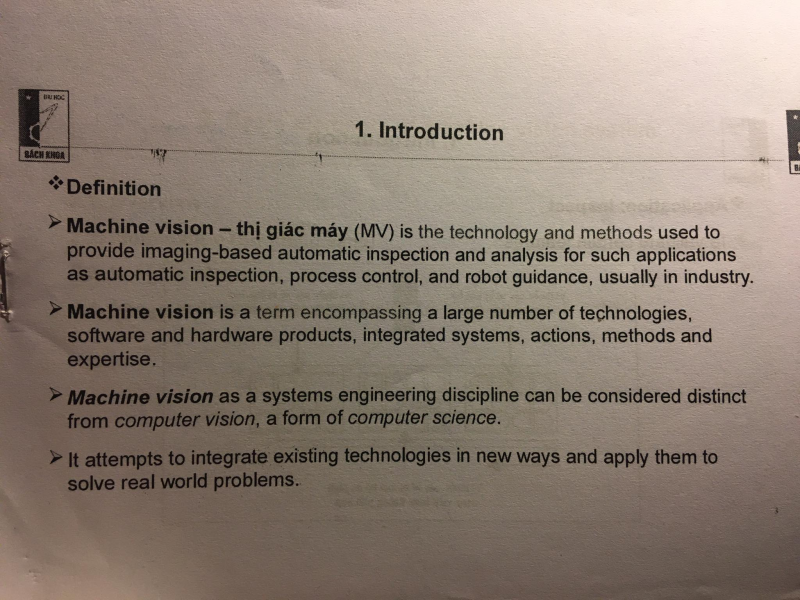 ĐẠI HỌC
BÁCH KHOA
1. Introduction
❖Definition
➢Machine vision – thị giác máy (MV) is the technology and methods used to
provide imaging-based automatic inspection and analysis for such applications
as automatic inspection, process control, and robot guidance, usually in industry.
➢Machine vision is a term encompassing a large number of technologies,
software and hardware products, integrated systems, actions, methods and
expertise.
➢Machine vision as a systems engineering discipline can be considered distinct
from computer vision, a form of computer science.
➢It attempts to integrate existing technologies in new ways and apply them to
solve real world problems.